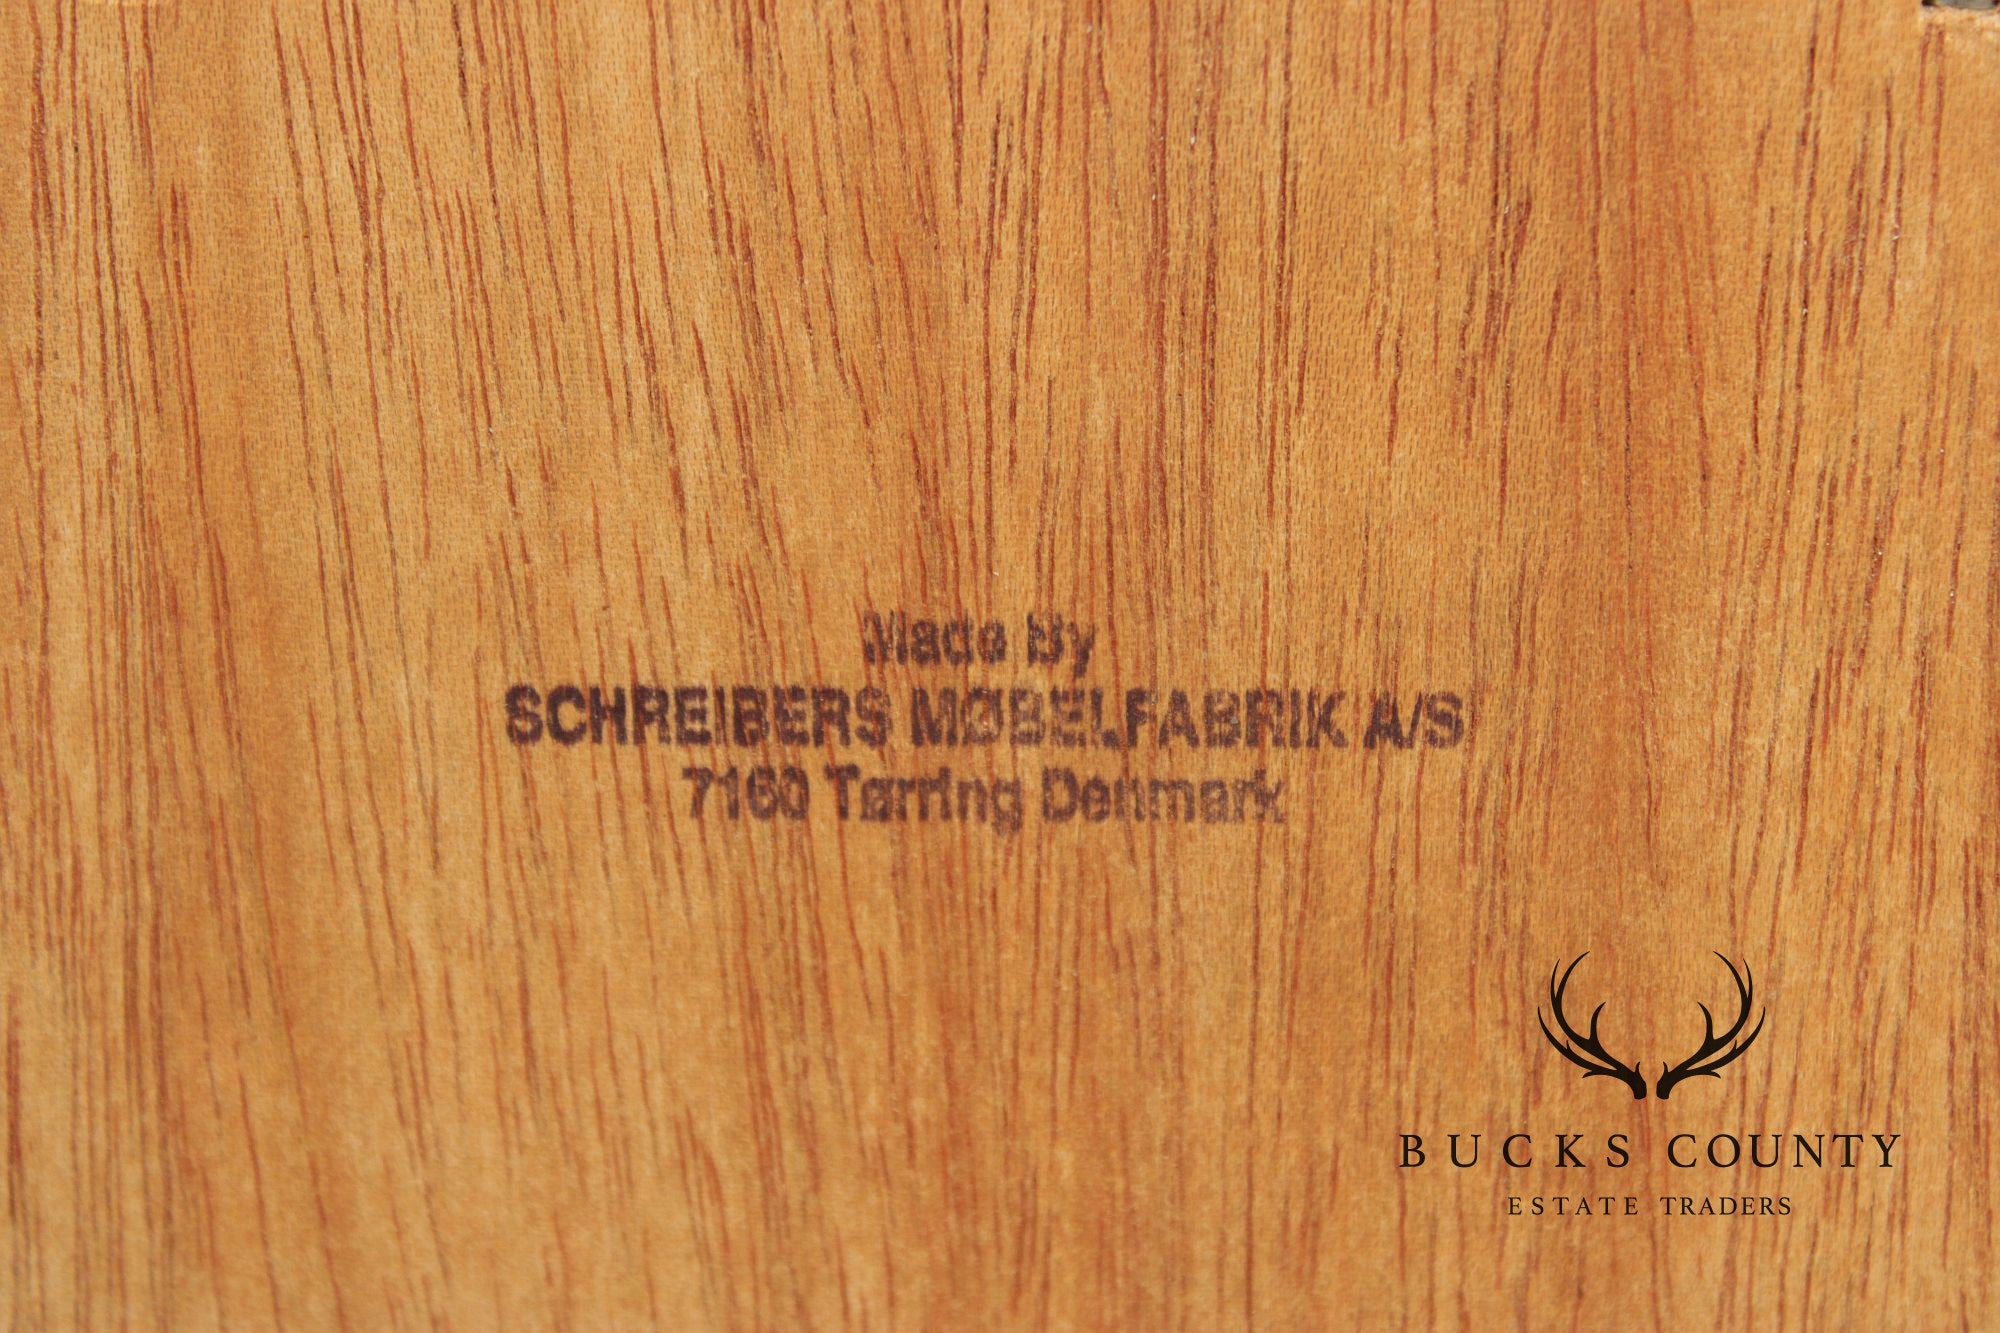 Made By
SCHREIBERS MØBELFABRIK A/S
7160 Tørring Denmark
BUCKS COUNTY
ESTATE TRADERS